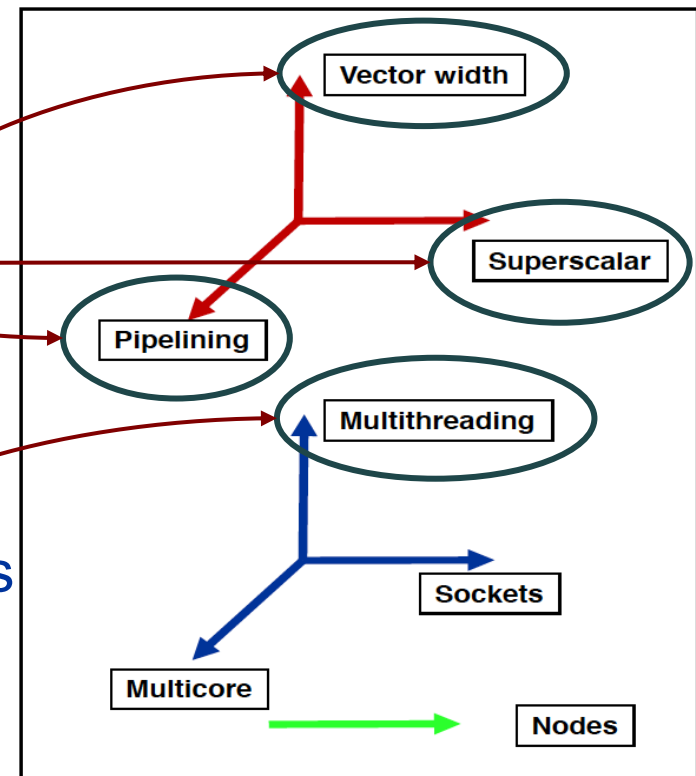 Vector width
Superscalar
Pipelining
Multithreading
s
Sockets
Multicore
Nodes